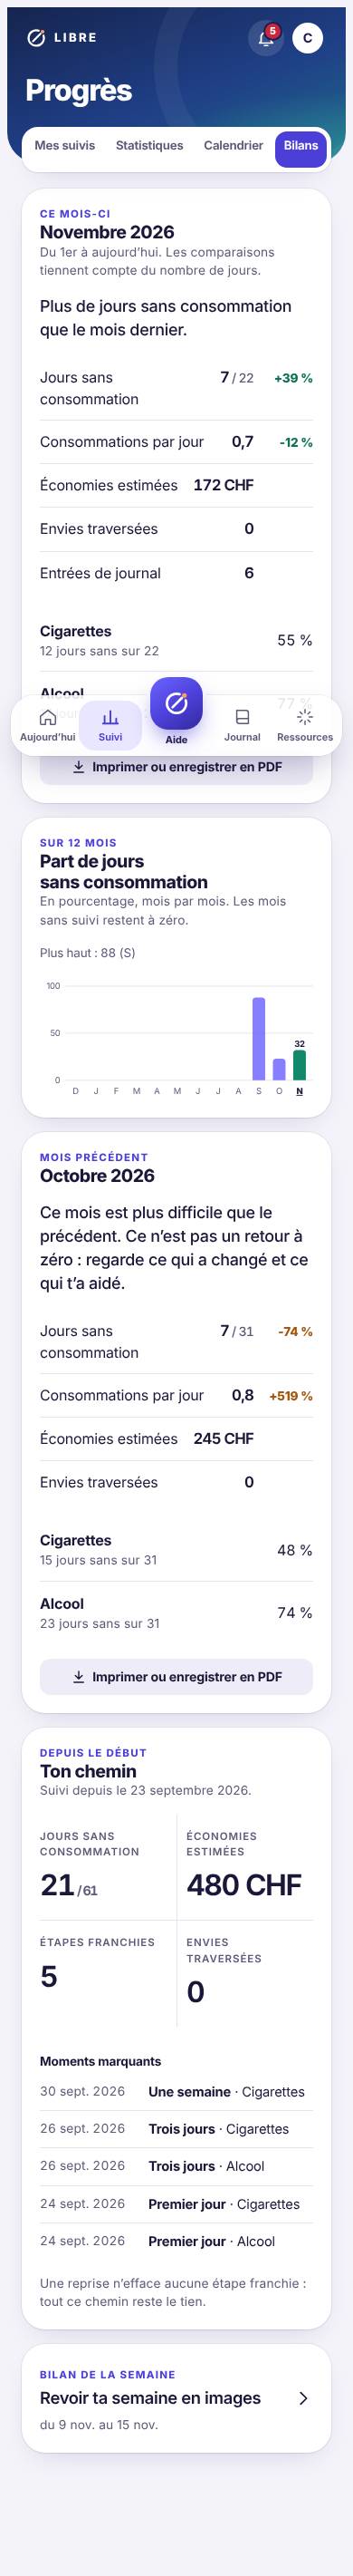 LIBRE
5
C
Progrès
Mes suivis
Statistiques
Calendrier
Bilans
CE MOIS-CI
Novembre 2026
Du 1er à aujourd’hui. Les comparaisons
tiennent compte du nombre de jours.
Plus de jours sans consommation
que le mois dernier.
Jours sans
consommation
7 / 22
+39 %
Consommations par jour
0,7
-12 %
Économies estimées
172 CHF
Envies traversées
0
Entrées de journal
6
Cigarettes
12 jours sans sur 22
55 %
Alcool
77 %
Aujourd’hui
Suivi
Aide
Journal
Ressources
Imprimer ou enregistrer en PDF
SUR 12 MOIS
Part de jours
sans consommation
En pourcentage, mois par mois. Les mois
sans suivi restent à zéro.
Plus haut : 88 (S)
100
50
0
32
D J F M A M J J A S O N
MOIS PRÉCÉDENT
Octobre 2026
Ce mois est plus difficile que le
précédent. Ce n’est pas un retour à
zéro : regarde ce qui a changé et ce
qui t’a aidé.
Jours sans
consommation
7 / 31
-74 %
Consommations par jour
0,8
+519 %
Économies estimées
245 CHF
Envies traversées
0
Cigarettes
15 jours sans sur 31
48 %
Alcool
23 jours sans sur 31
74 %
Imprimer ou enregistrer en PDF
DEPUIS LE DÉBUT
Ton chemin
Suivi depuis le 23 septembre 2026.
JOURS SANS
CONSOMMATION
21 /61
ÉCONOMIES
ESTIMÉES
480 CHF
ÉTAPES FRANCHIES
5
ENVIES
TRAVERSÉES
0
Moments marquants
30 sept. 2026 Une semaine · Cigarettes
26 sept. 2026 Trois jours · Cigarettes
26 sept. 2026 Trois jours · Alcool
24 sept. 2026 Premier jour · Cigarettes
24 sept. 2026 Premier jour · Alcool
Une reprise n’efface aucune étape franchie :
tout ce chemin reste le tien.
BILAN DE LA SEMAINE
Revoir ta semaine en images
du 9 nov. au 15 nov.